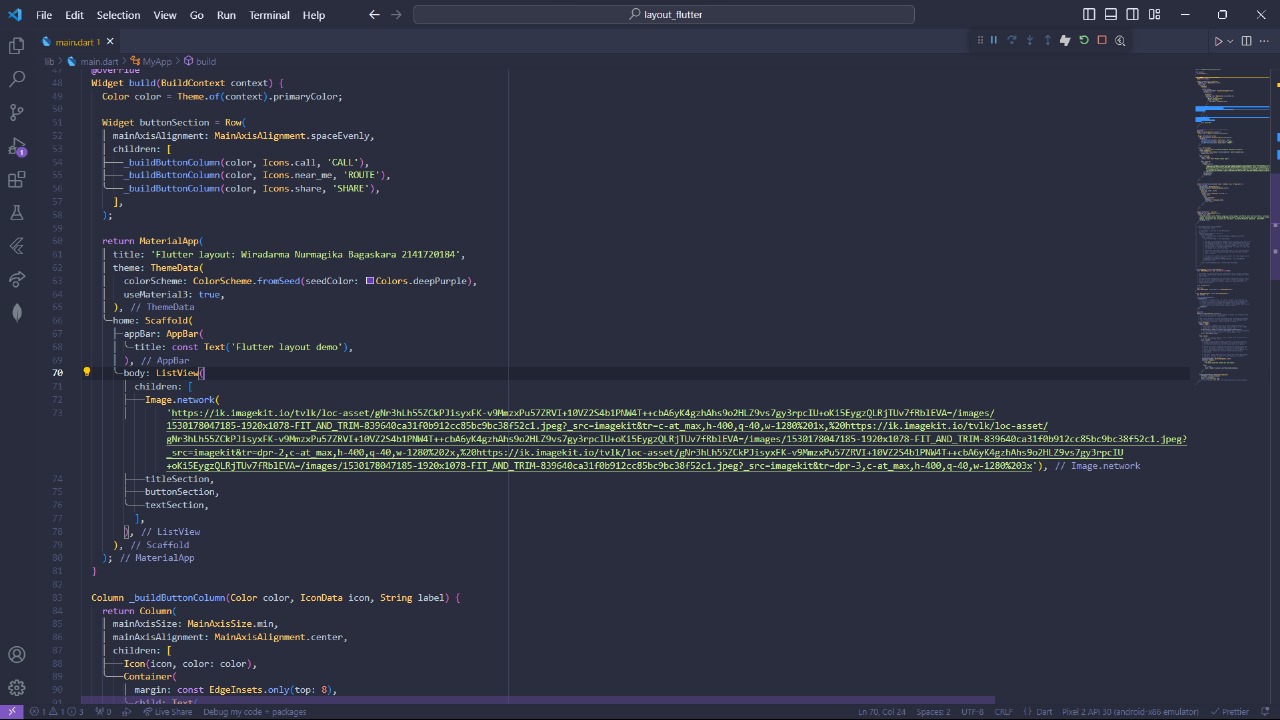 File Edit Selection View Go Run Terminal Help
layout_flutter
main.dart 1
lib > main.dart > MyApp > build
47 @override
48 Widget build(BuildContext context) {
49 Color color = Theme.of(context).primaryColor;
50
51 Widget buttonSection = Row(
52 mainAxisAlignment: MainAxisAlignment.spaceEvenly,
53 children: [
54 _buildButtonColumn(color, Icons.call, 'CALL'),
55 _buildButtonColumn(color, Icons.near_me, 'ROUTE'),
56 _buildButtonColumn(color, Icons.share, 'SHARE'),
57 ],
58 );
59
60 return MaterialApp(
61 title: 'Flutter layout: Wiradarma Nurmagika Bagaskara 2141720184',
62 theme: ThemeData(
63 colorScheme: ColorScheme.fromSeed(seedColor: Colors.deepPurple),
64 useMaterial3: true,
65 ), // ThemeData
66 home: Scaffold(
67 appBar: AppBar(
68 title: const Text('Flutter layout demo'),
69 ), // AppBar
70 body: ListView(
71 children: [
72 Image.network(
73 'https://ik.imagekit.io/tvlk/loc-asset/gNr3hLh55ZCkPJisyxFK-v9MmzxPu57ZRVI+10VZ2S4b1PNW4T++cbA6yK4gzhAhs9o2HLZ9vs7gy3rpcIU+oKi5EygzQLRjTUv7fRblEVA=/images/
1530178047185-1920x1078-FIT_AND_TRIM-839640ca31f0b912cc85bc9bc38f52c1.jpeg?_src=imagekit&tr=c-at_max,h-400,q-40,w-1280%201x,%20https://ik.imagekit.io/tvlk/loc-asset/
gNr3hLh55ZCkPJisyxFK-v9MmzxPu57ZRVI+10VZ2S4b1PNW4T++cbA6yK4gzhAhs9o2HLZ9vs7gy3rpcIU+oKi5EygzQLRjTUv7fRblEVA=/images/1530178047185-1920x1078-FIT_AND_TRIM-839640ca31f0b912cc85bc9bc38f52c1.jpeg?
_src=imagekit&tr=dpr-2,c-at_max,h-400,q-40,w-1280%202x,%20https://ik.imagekit.io/tvlk/loc-asset/gNr3hLh55ZCkPJisyxFK-v9MmzxPu57ZRVI+10VZ2S4b1PNW4T++cbA6yK4gzhAhs9o2HLZ9vs7gy3rpcIU
+oKi5EygzQLRjTUv7fRblEVA=/images/1530178047185-1920x1078-FIT_AND_TRIM-839640ca31f0b912cc85bc9bc38f52c1.jpeg?_src=imagekit&tr=dpr-3,c-at_max,h-400,q-40,w-1280%203x'), // Image.network
74 titleSection,
75 buttonSection,
76 textSection,
77 ],
78 ), // ListView
79 ), // Scaffold
80 ); // MaterialApp
81 }
82
83 Column _buildButtonColumn(Color color, IconData icon, String label) {
84 return Column(
85 mainAxisSize: MainAxisSize.min,
86 mainAxisAlignment: MainAxisAlignment.center,
87 children: [
88 Icon(icon, color: color),
89 Container(
90 margin: const EdgeInsets.only(top: 8),
91 child: Text(
1 1 3 0 Live Share Debug my code + packages Ln 70, Col 24 Spaces: 2 UTF-8 CRLF {} Dart Pixel 2 API 30 (android-x86 emulator) Prettier